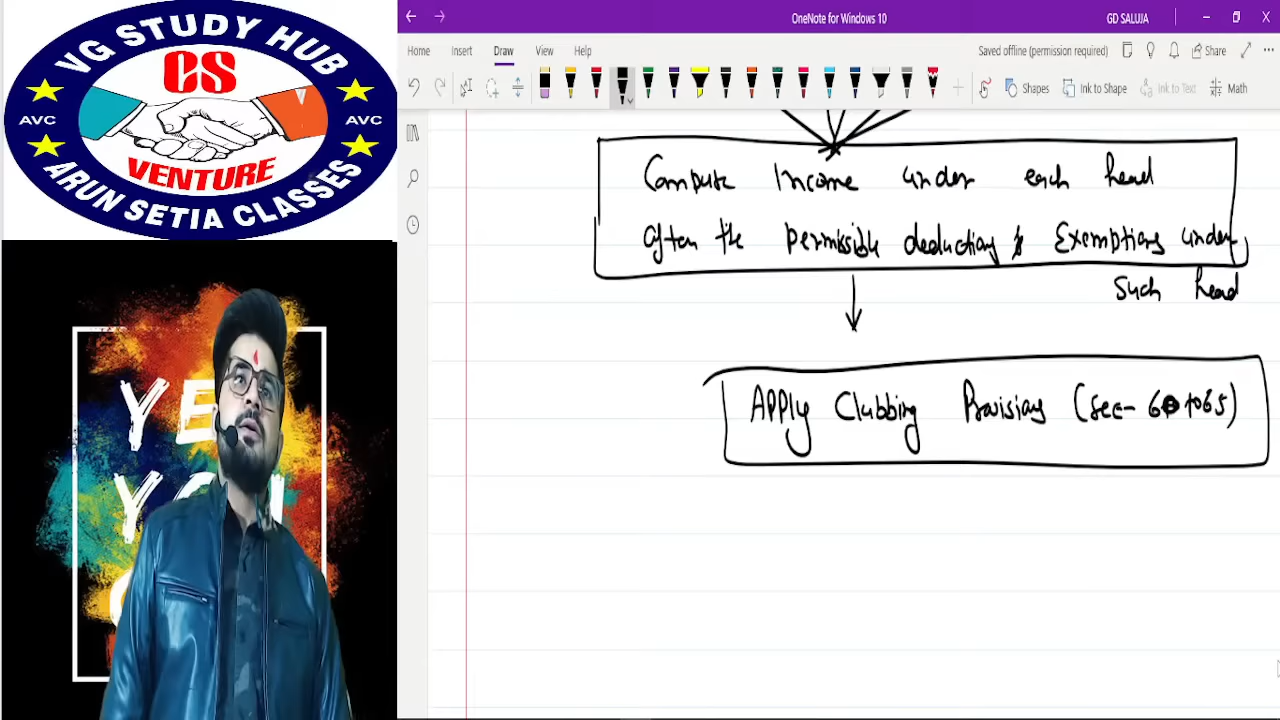 VG STUDY HUB
CS
AVC
AVC
VENTURE
ARUN SETIA CLASSES
YE
OneNote for Windows 10
GD SALUJA
Home Insert Draw View Help
Saved offline (permission required)
Share
Shapes
Ink to Shape
Ink to Text
Math
Compute Income under each head
after the permissible deductions & Exemptions under
such head
Apply Clubbing Provisions (Sec- 60 to 65)